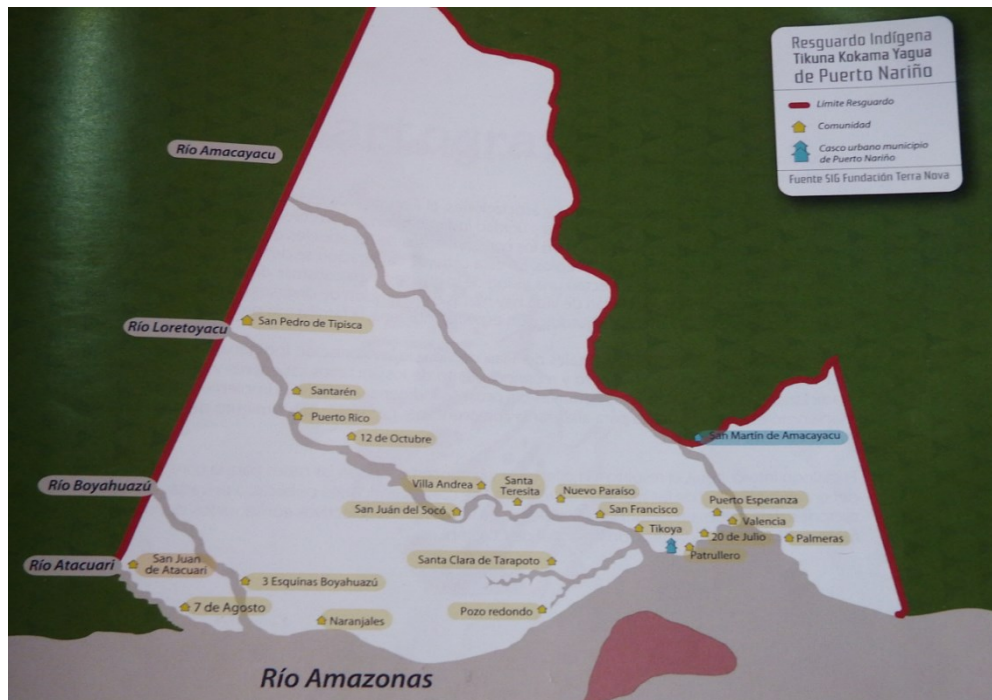 Resguardo Indígena
Tikuna Kokama Yagua
de Puerto Nariño
Límite Resguardo
Comunidad
Casco urbano municipio
de Puerto Nariño
Fuente SIG Fundación Terra Nova
Río Amacayacu
Río Loretoyacu
San Pedro de Tipisca
Santarén
Puerto Rico
12 de Octubre
San Martín de Amacayacu
Río Boyahuazú
Villa Andrea
Santa
Teresita
Nuevo Paraíso
Puerto Esperanza
San Juán del Socó
San Francisco
Valencia
Tikoya
20 de Julio
Palmeras
Patrullero
Río Atacuari
San Juan
de Atacuari
Santa Clara de Tarapoto
3 Esquinas Boyahuazú
7 de Agosto
Pozo redondo
Naranjales
Río Amazonas